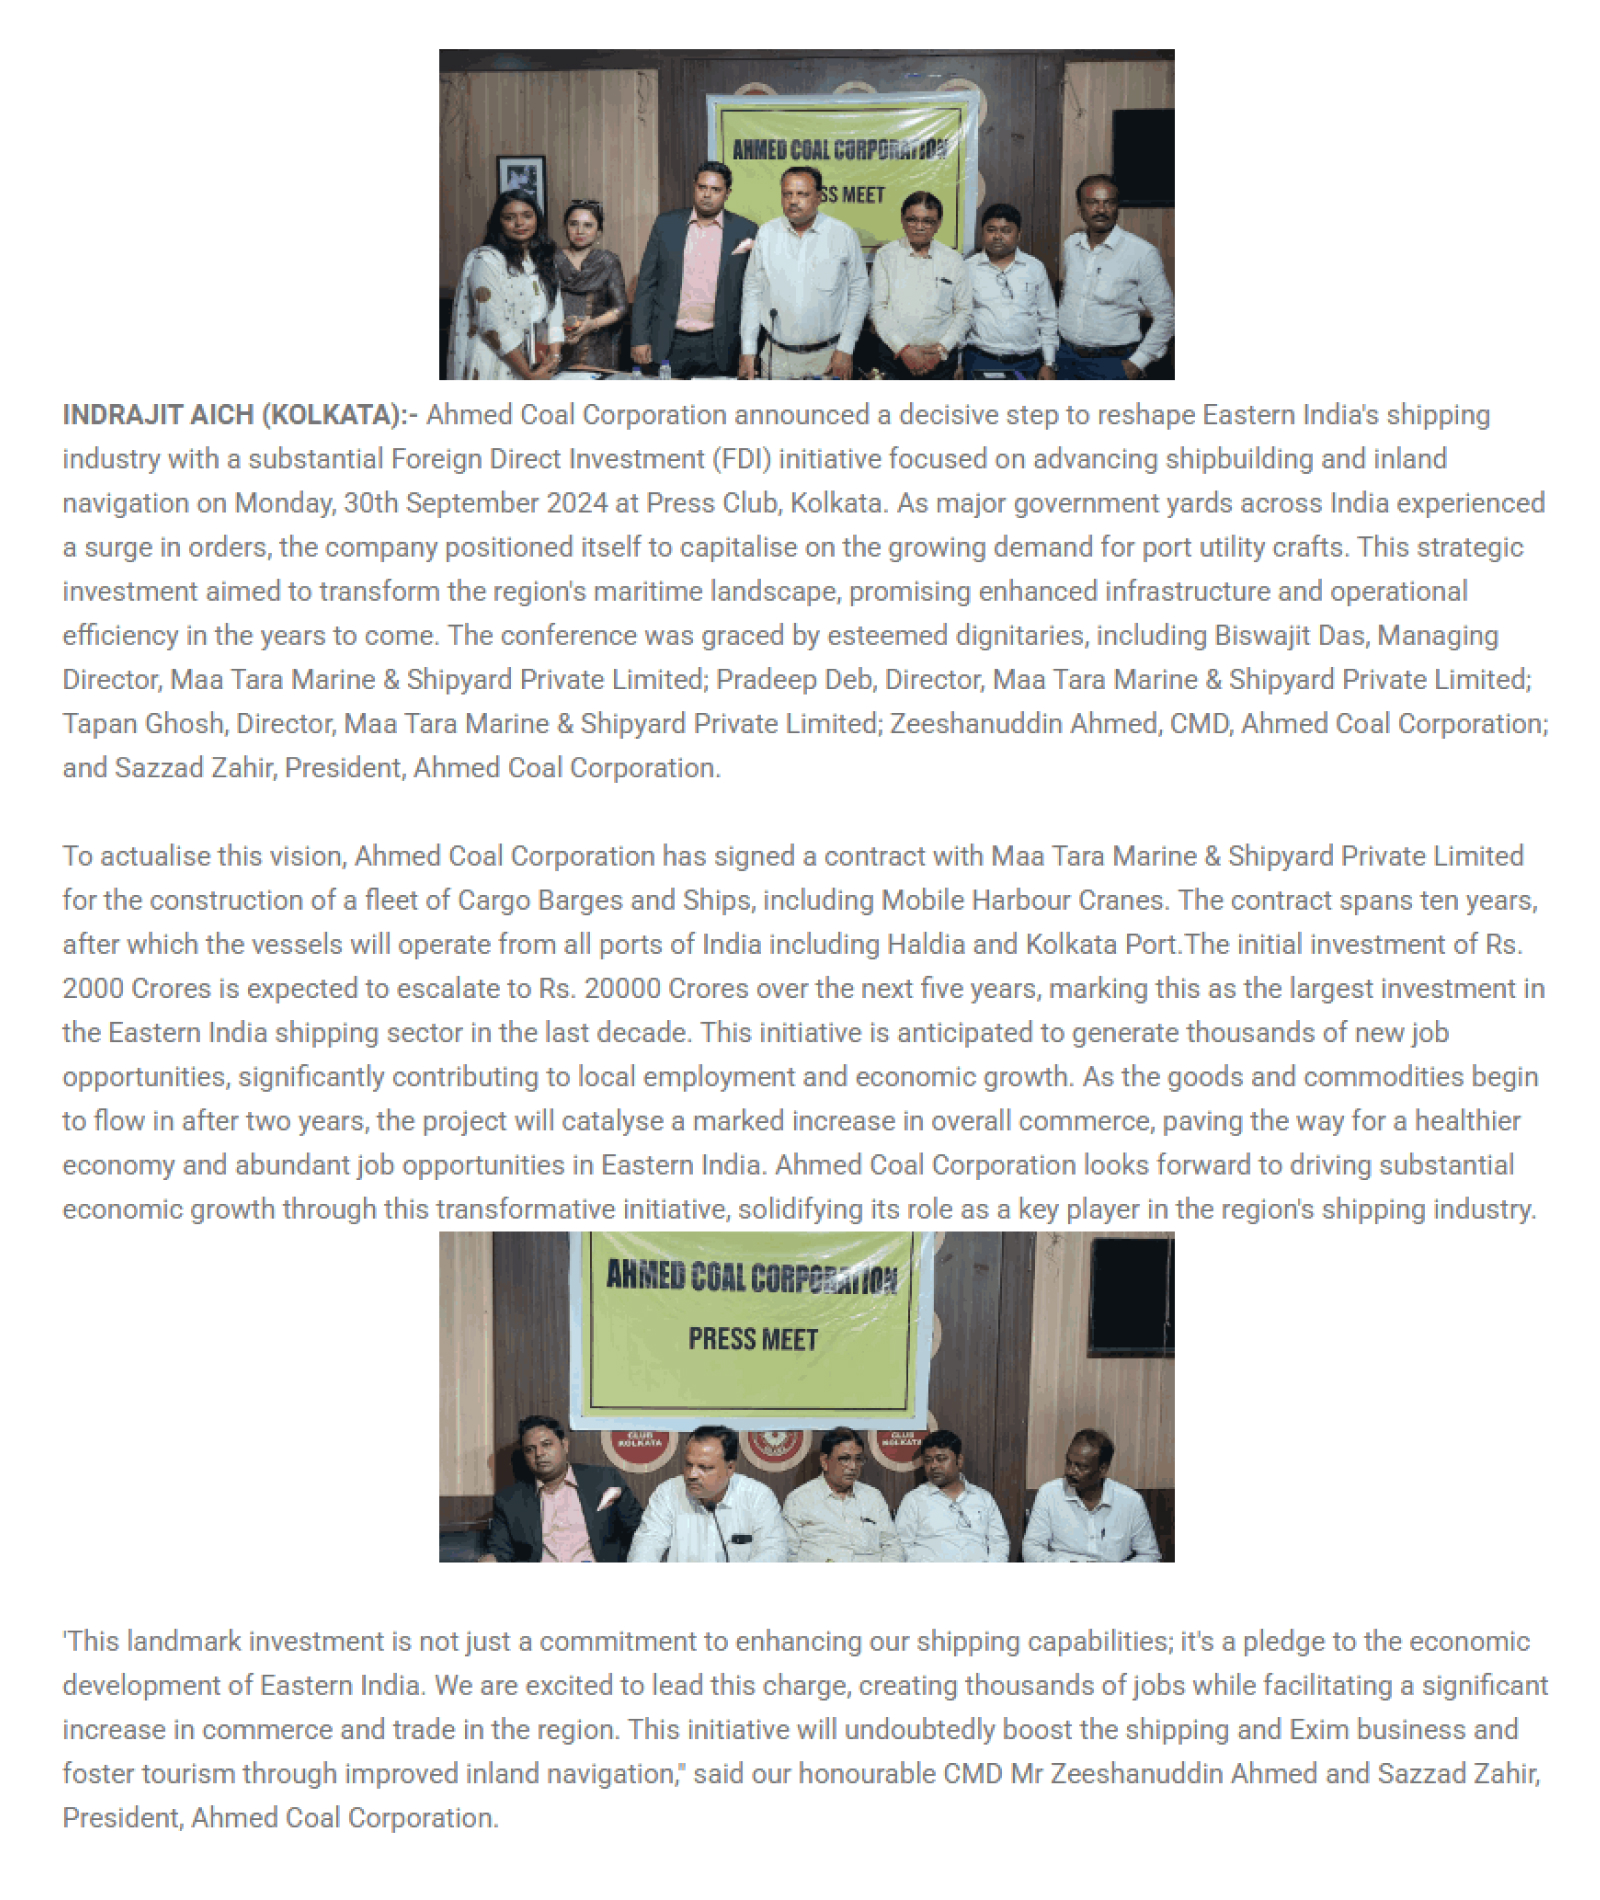 AHMED COAL CORPORATION
SS MEET
INDRAJIT AICH (KOLKATA):- Ahmed Coal Corporation announced a decisive step to reshape Eastern India's shipping
industry with a substantial Foreign Direct Investment (FDI) initiative focused on advancing shipbuilding and inland
navigation on Monday, 30th September 2024 at Press Club, Kolkata. As major government yards across India experienced
a surge in orders, the company positioned itself to capitalise on the growing demand for port utility crafts. This strategic
investment aimed to transform the region's maritime landscape, promising enhanced infrastructure and operational
efficiency in the years to come. The conference was graced by esteemed dignitaries, including Biswajit Das, Managing
Director, Maa Tara Marine & Shipyard Private Limited; Pradeep Deb, Director, Maa Tara Marine & Shipyard Private Limited;
Tapan Ghosh, Director, Maa Tara Marine & Shipyard Private Limited; Zeeshanuddin Ahmed, CMD, Ahmed Coal Corporation;
and Sazzad Zahir, President, Ahmed Coal Corporation.
To actualise this vision, Ahmed Coal Corporation has signed a contract with Maa Tara Marine & Shipyard Private Limited
for the construction of a fleet of Cargo Barges and Ships, including Mobile Harbour Cranes. The contract spans ten years,
after which the vessels will operate from all ports of India including Haldia and Kolkata Port.The initial investment of Rs.
2000 Crores is expected to escalate to Rs. 20000 Crores over the next five years, marking this as the largest investment in
the Eastern India shipping sector in the last decade. This initiative is anticipated to generate thousands of new job
opportunities, significantly contributing to local employment and economic growth. As the goods and commodities begin
to flow in after two years, the project will catalyse a marked increase in overall commerce, paving the way for a healthier
economy and abundant job opportunities in Eastern India. Ahmed Coal Corporation looks forward to driving substantial
economic growth through this transformative initiative, solidifying its role as a key player in the region's shipping industry.
AHMED COAL CORPORATION
PRESS MEET
CLUB
KOLKATA
CLUB
KOLKATA
'This landmark investment is not just a commitment to enhancing our shipping capabilities; it's a pledge to the economic
development of Eastern India. We are excited to lead this charge, creating thousands of jobs while facilitating a significant
increase in commerce and trade in the region. This initiative will undoubtedly boost the shipping and Exim business and
foster tourism through improved inland navigation," said our honourable CMD Mr Zeeshanuddin Ahmed and Sazzad Zahir,
President, Ahmed Coal Corporation.